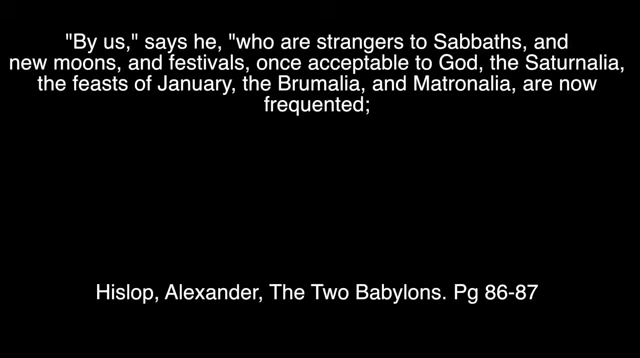 "By us," says he, "who are strangers to Sabbaths, and
new moons, and festivals, once acceptable to God, the Saturnalia,
the feasts of January, the Brumalia, and Matronalia, are now
frequented;
Hislop, Alexander, The Two Babylons. Pg 86-87